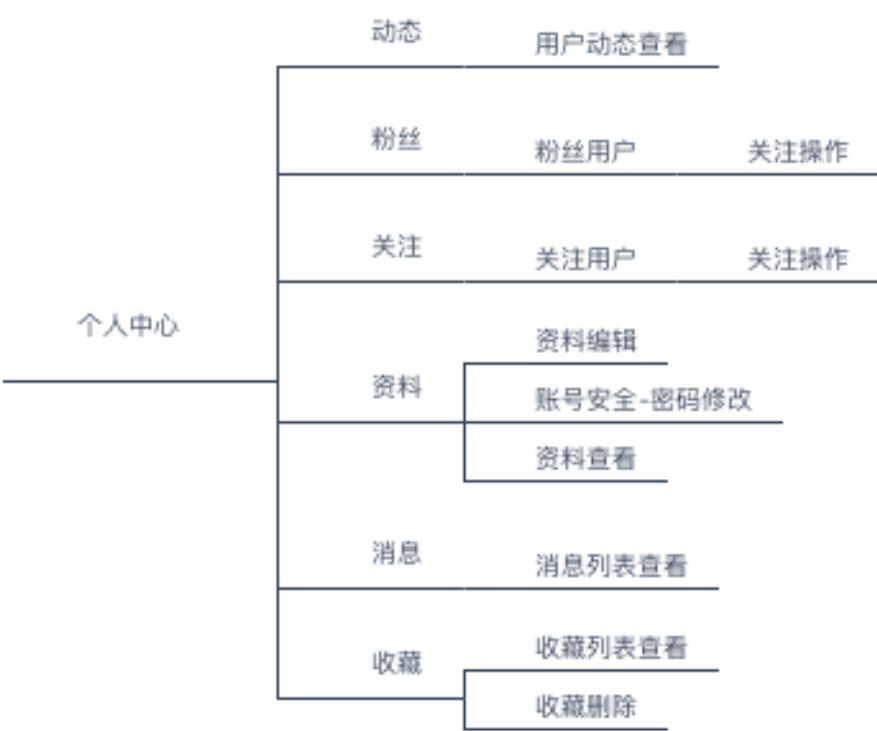 动态
用户动态查看
粉丝
粉丝用户
关注操作
关注
关注用户
关注操作
个人中心
资料
资料编辑
账号安全-密码修改
资料查看
消息
消息列表查看
收藏
收藏列表查看
收藏删除